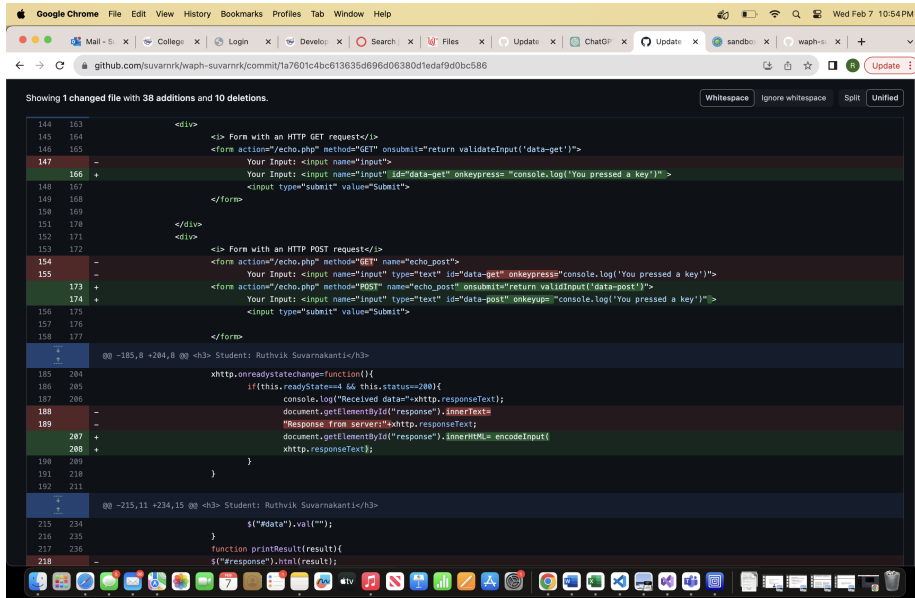 Google Chrome File Edit View History Bookmarks Profiles Tab Window Help Wed Feb 7 10:54 PM
Mail - S College Login Develop Search | Files Update ChatGP Update sandbo waph-s
github.com/suvarnrk/waph-suvarnrk/commit/1a7601c4bc613635d696d06380d1edaf9d0bc586 R Update
Showing 1 changed file with 38 additions and 10 deletions. Whitespace Ignore whitespace Split Unified
144 163 <div>
145 164 <i> Form with an HTTP GET request</i>
146 165 <form action="/echo.php" method="GET" onsubmit="return validateInput('data-get')">
147 - Your Input: <input name="input">
166 + Your Input: <input name="input" id="data-get" onkeypress= "console.log('You pressed a key')" >
148 167 <input type="submit" value="Submit">
149 168 </form>
150 169
151 170 </div>
152 171 <div>
153 172 <i> Form with an HTTP POST request</i>
154 - <form action="/echo.php" method="GET" name="echo_post">
155 - Your Input: <input name="input" type="text" id="data-get" onkeypress="console.log('You pressed a key')">
173 + <form action="/echo.php" method="POST" name="echo_post" onsubmit="return validInput('data-post')">
174 + Your Input: <input name="input" type="text" id="data-post" onkeyup= "console.log('You pressed a key')" >
156 175 <input type="submit" value="Submit">
157 176
158 177 </form>
@@ -185,8 +204,8 @@ <h3> Student: Ruthvik Suvarnakanti</h3>
185 204 xhttp.onreadystatechange=function(){
186 205 if(this.readyState==4 && this.status==200){
187 206 console.log("Received data="+xhttp.responseText);
188 - document.getElementById("response").innerText=
189 - "Response from server:"+xhttp.responseText;
207 + document.getElementById("response").innerHtML= encodeInput(
208 + xhttp.responseText);
190 209 }
191 210 }
192 211
@@ -215,11 +234,15 @@ <h3> Student: Ruthvik Suvarnakanti</h3>
215 234 $("#data").val("");
216 235 }
217 236 function printResult(result){
218 - $("#response").html(result);
7 tv